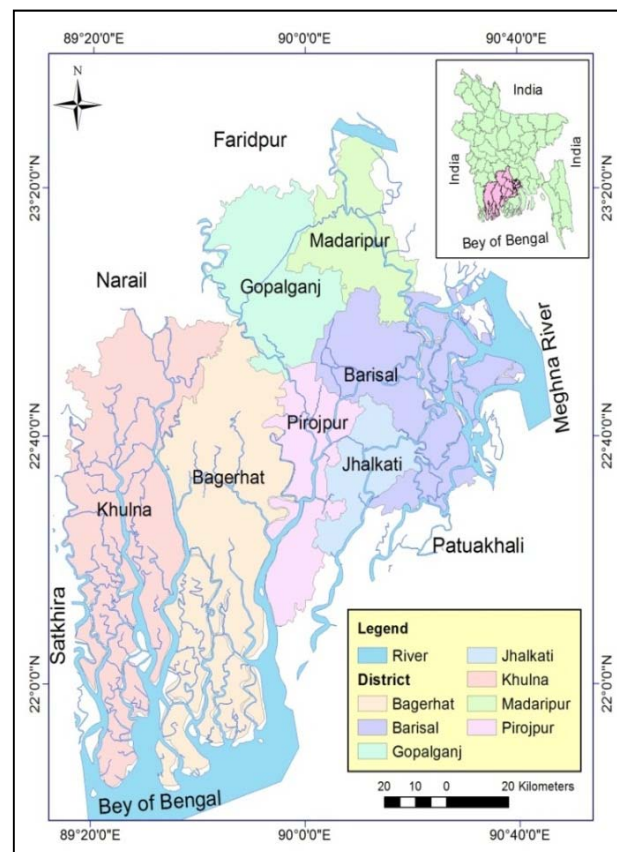 89°20'0"E 90°0'0"E 90°40'0"E
N
India
India
India
Bey of Bengal
Faridpur
23°20'0"N
23°20'0"N
Madaripur
Narail
Gopalganj
Meghna River
Barisal
22°40'0"N
22°40'0"N
Pirojpur
Bagerhat
Jhalkati
Khulna
Patuakhali
Satkhira
22°0'0"N
22°0'0"N
Legend
River
District
Bagerhat
Barisal
Gopalganj
Jhalkati
Khulna
Madaripur
Pirojpur
20 10 0 20 Kilometers
Bey of Bengal
89°20'0"E 90°0'0"E 90°40'0"E